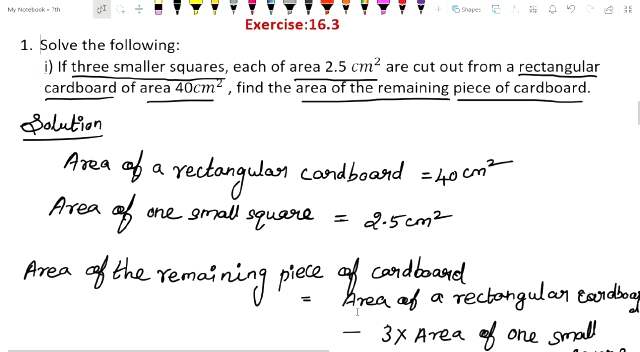 My Notebook • 7th
Shapes
Exercise:16.3
1. Solve the following:
i) If three smaller squares, each of area 2.5 cm² are cut out from a rectangular
cardboard of area 40cm² , find the area of the remaining piece of cardboard.
Solution
Area of a rectangular cardboard = 40 cm²
Area of one small square = 2.5 cm²
Area of the remaining piece of cardboard
= Area of a rectangular cardboard
— 3 x Area of one small